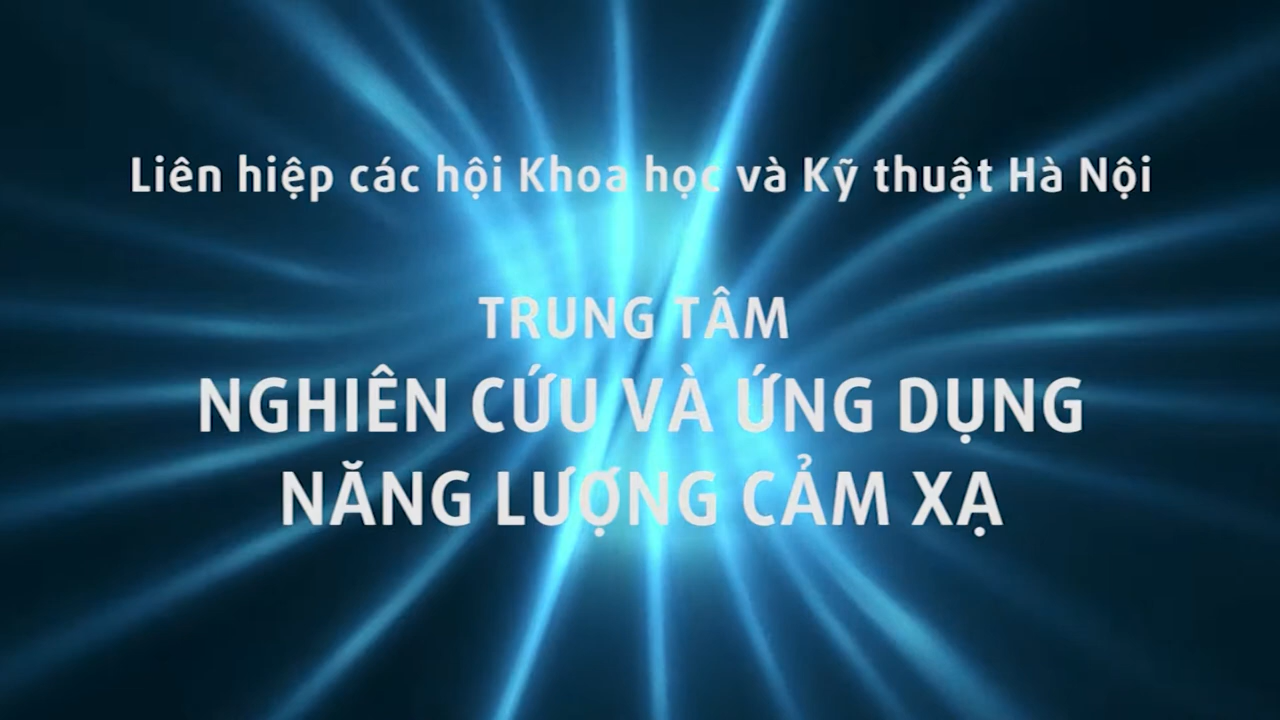 Liên hiệp các hội Khoa học và Kỹ thuật Hà Nội
TRUNG TÂM
NGHIÊN CỨU VÀ ỨNG DỤNG
NĂNG LƯỢNG CẢM XẠ